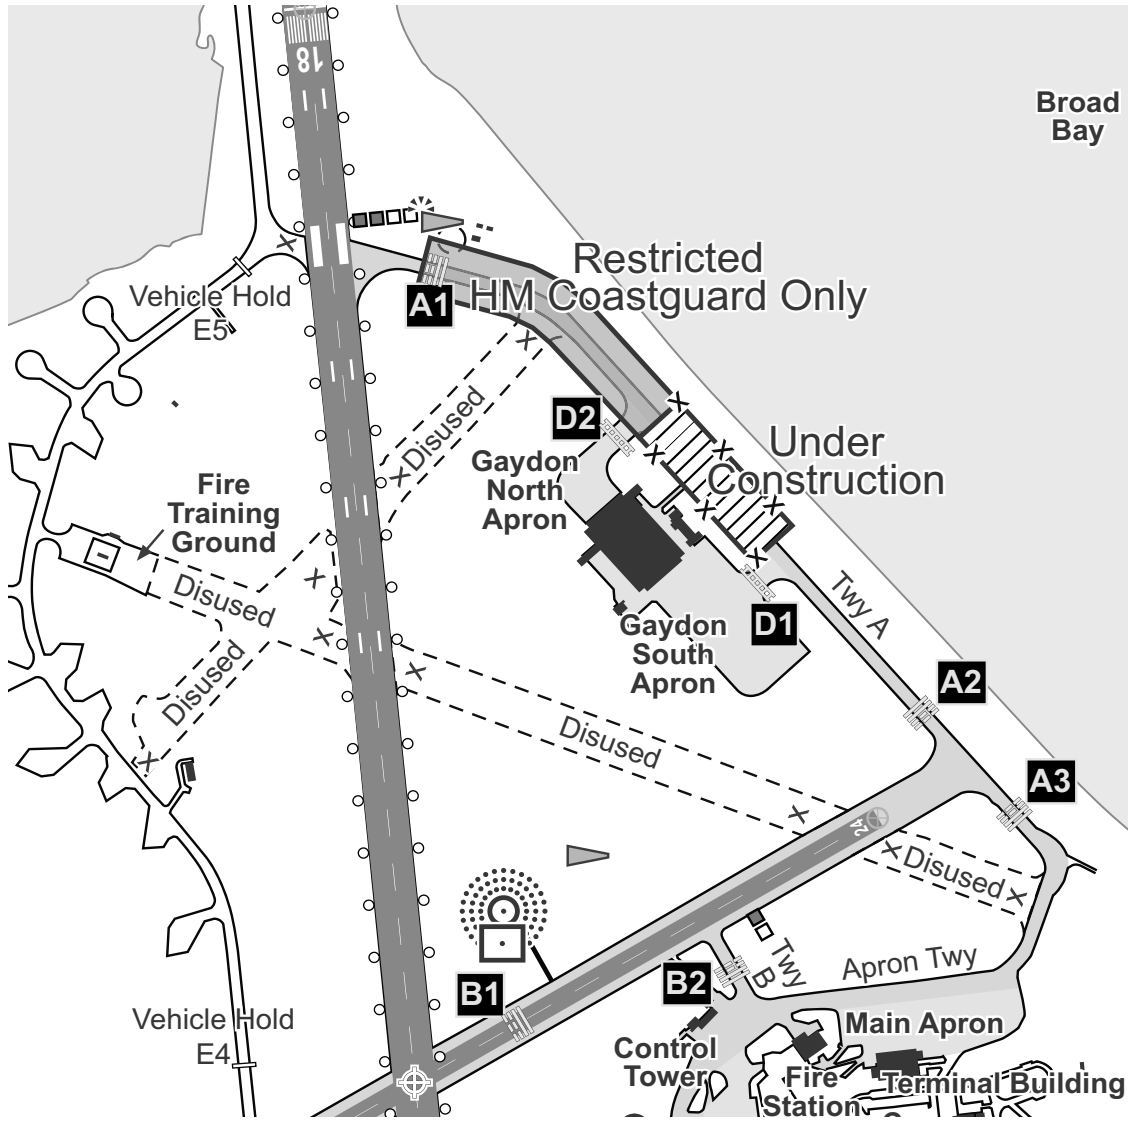 18
Broad
Bay
Restricted
HM Coastguard Only
A1
Vehicle Hold
E5
Disused
D2
Under
Construction
Gaydon
North
Apron
Fire
Training
Ground
Disused
Twy A
D1
Gaydon
South
Apron
Disused
A2
Disused
A3
24
Disused
Twy
B
Apron Twy
B2
B1
Vehicle Hold
E4
Main Apron
Control
Tower
Fire
Station
Terminal Building